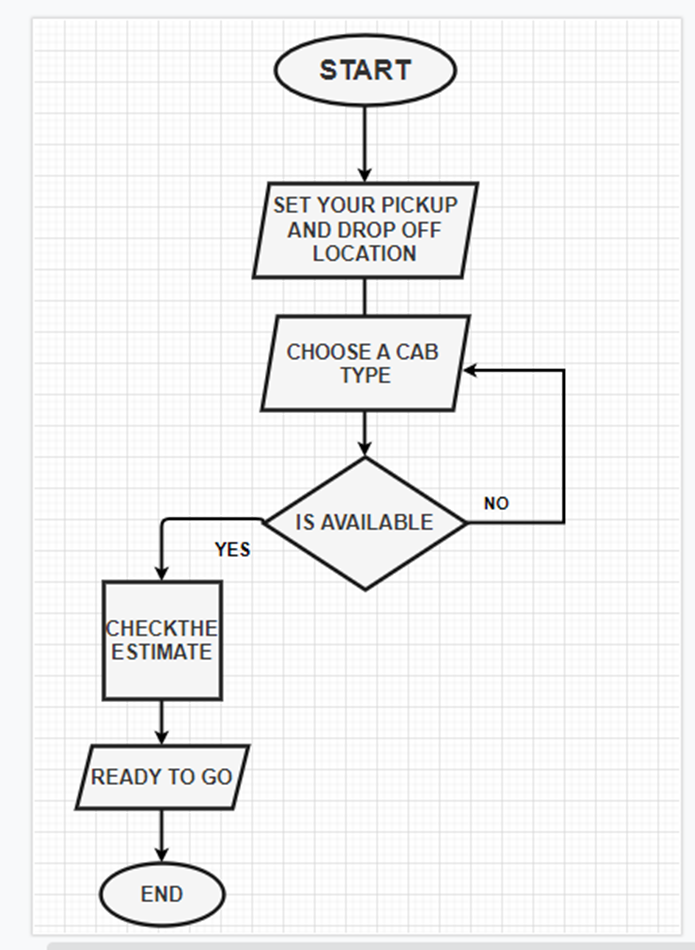 START
SET YOUR PICKUP
AND DROP OFF
LOCATION
CHOOSE A CAB
TYPE
IS AVAILABLE
NO
YES
CHECKTHE
ESTIMATE
READY TO GO
END